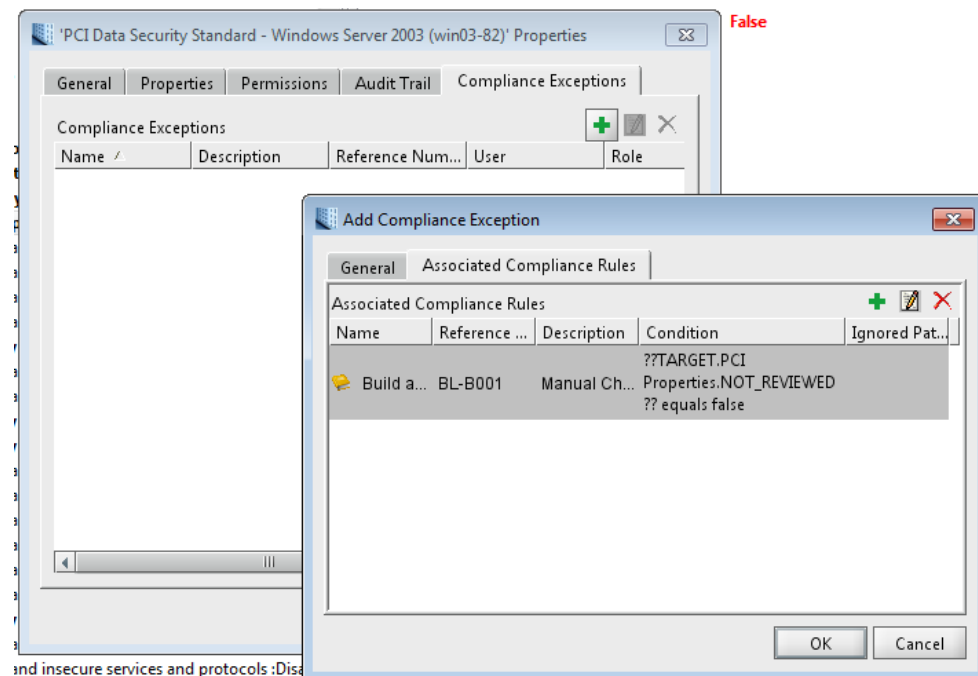 False
'PCI Data Security Standard - Windows Server 2003 (win03-82)' Properties
General Properties Permissions Audit Trail Compliance Exceptions
Compliance Exceptions
Name Description Reference Num... User Role
Add Compliance Exception
General Associated Compliance Rules
Associated Compliance Rules
Name Reference ... Description Condition Ignored Pat...
??TARGET.PCI
Build a... BL-B001 Manual Ch... Properties.NOT_REVIEWED
?? equals false
OK Cancel
and insecure services and protocols :Disa